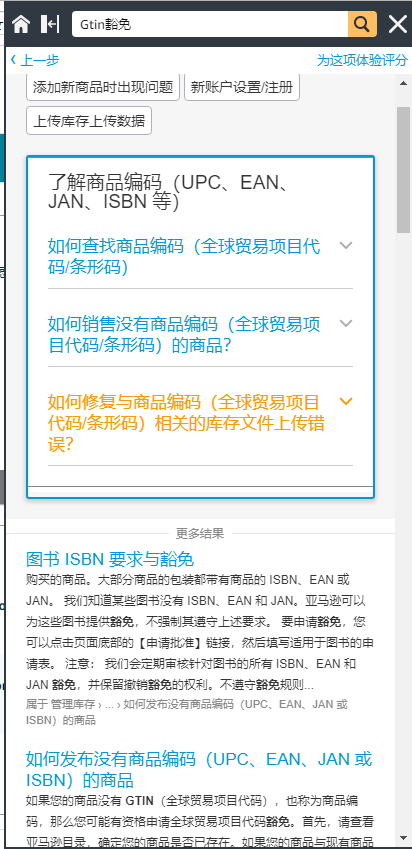 Gtin豁免
上一步
为这项体验评分
添加新商品时出现问题
新账户设置/注册
上传库存上传数据
了解商品编码（UPC、EAN、
JAN、ISBN 等）
如何查找商品编码（全球贸易项目代
码/条形码）
如何销售没有商品编码（全球贸易项
目代码/条形码）的商品？
如何修复与商品编码（全球贸易项目
代码/条形码）相关的库存文件上传错
误？
更多结果
图书 ISBN 要求与豁免
购买的商品。大部分商品的包装都带有商品的 ISBN、EAN 或
JAN。 我们知道某些图书没有 ISBN、EAN 和 JAN。亚马逊可以
为这些图书提供豁免，不强制其遵守上述要求。 要申请豁免，您
可以点击页面底部的【申请批准】链接，然后填写适用于图书的申
请表。 注意： 我们会定期审核针对图书的所有 ISBN、EAN 和
JAN 豁免，并保留撤销豁免的权利。不遵守豁免规则...
属于 管理库存 › ... › 如何发布没有商品编码（UPC、EAN、JAN 或
ISBN）的商品
如何发布没有商品编码（UPC、EAN、JAN 或
ISBN）的商品
如果您的商品没有 GTIN（全球贸易项目代码），也称为商品编
码，那么您可能有资格申请全球贸易项目代码豁免。首先，请查看
亚马逊目录，确定您的商品是否已存在。如果您的商品与现有商品